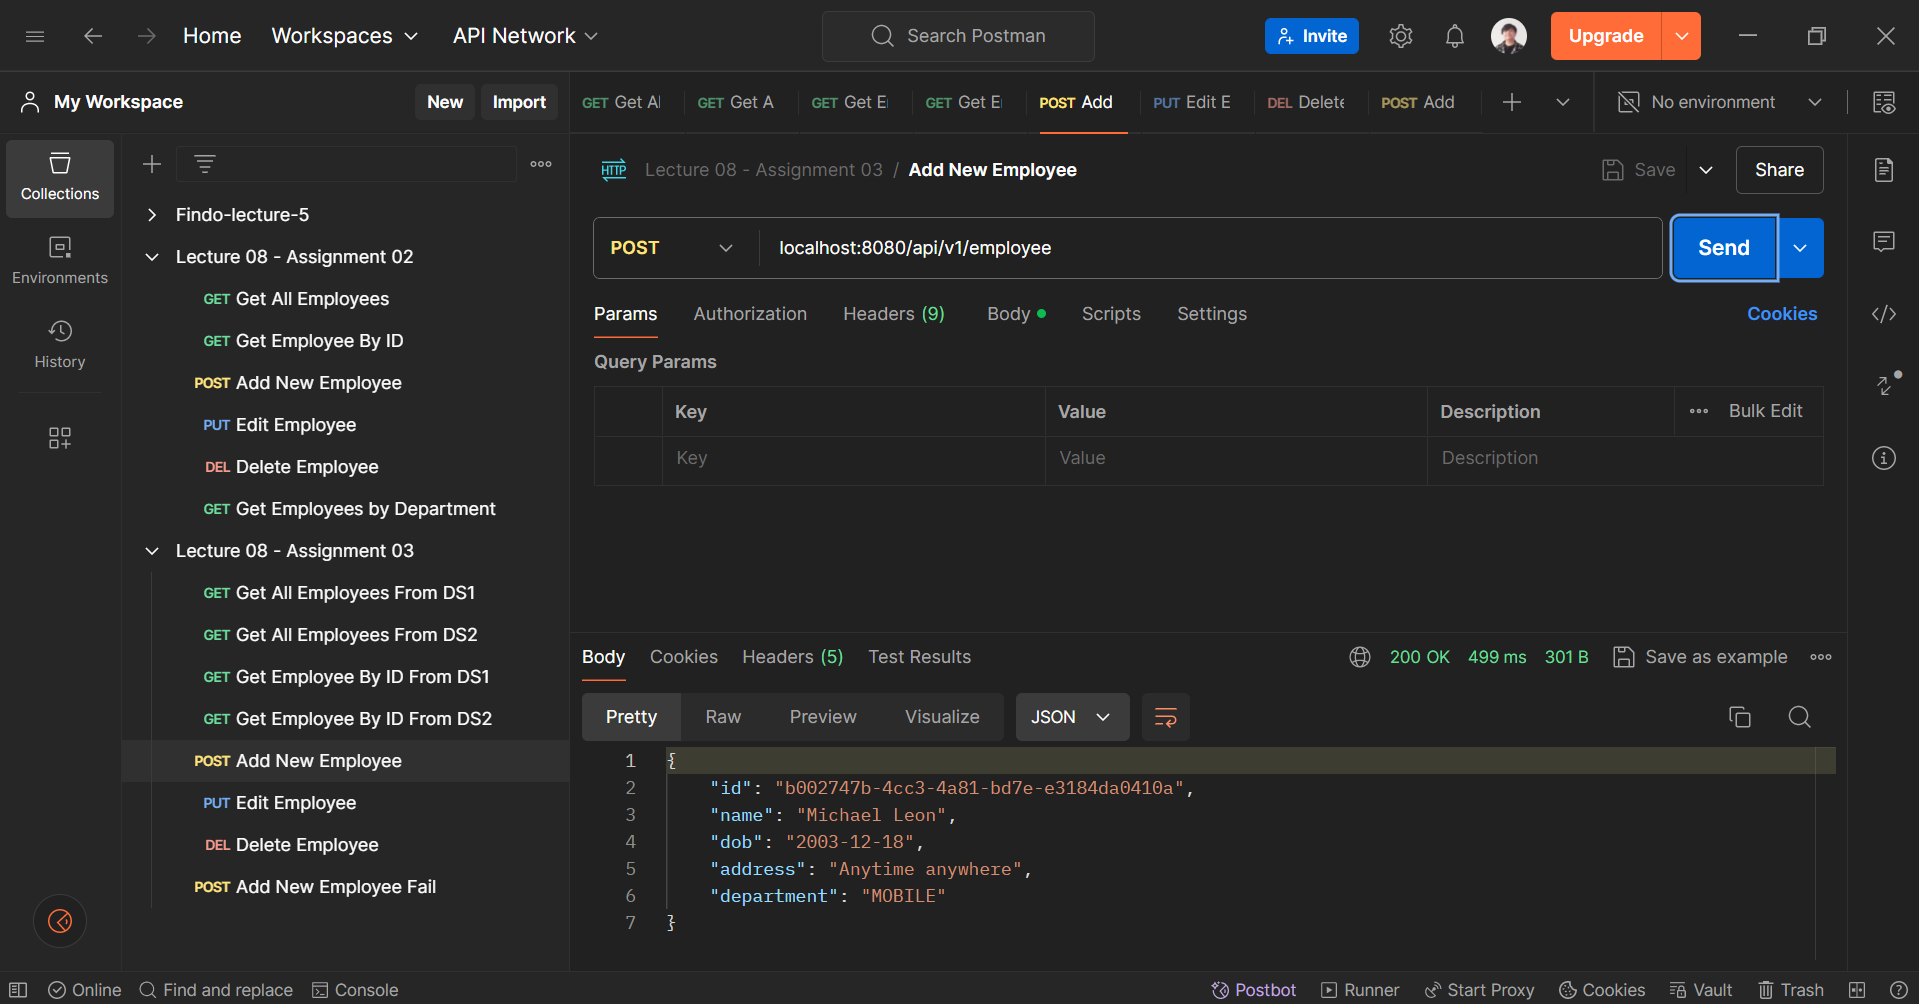 Home Workspaces API Network Search Postman Invite Upgrade
My Workspace New Import GET Get Al GET Get A GET Get E GET Get E POST Add PUT Edit E DEL Delete POST Add No environment
Collections
Environments
History
Findo-lecture-5
Lecture 08 - Assignment 02
GET Get All Employees
GET Get Employee By ID
POST Add New Employee
PUT Edit Employee
DEL Delete Employee
GET Get Employees by Department
Lecture 08 - Assignment 03
GET Get All Employees From DS1
GET Get All Employees From DS2
GET Get Employee By ID From DS1
GET Get Employee By ID From DS2
POST Add New Employee
PUT Edit Employee
DEL Delete Employee
POST Add New Employee Fail
HTTP Lecture 08 - Assignment 03 / Add New Employee Save Share
POST localhost:8080/api/v1/employee Send
Params Authorization Headers (9) Body Scripts Settings Cookies
Query Params
Key Value Description Bulk Edit
Key Value Description
Body Cookies Headers (5) Test Results 200 OK 499 ms 301 B Save as example
Pretty Raw Preview Visualize JSON
1 {
2 "id": "b002747b-4cc3-4a81-bd7e-e3184da0410a",
3 "name": "Michael Leon",
4 "dob": "2003-12-18",
5 "address": "Anytime anywhere",
6 "department": "MOBILE"
7 }
Online Find and replace Console Postbot Runner Start Proxy Cookies Vault Trash